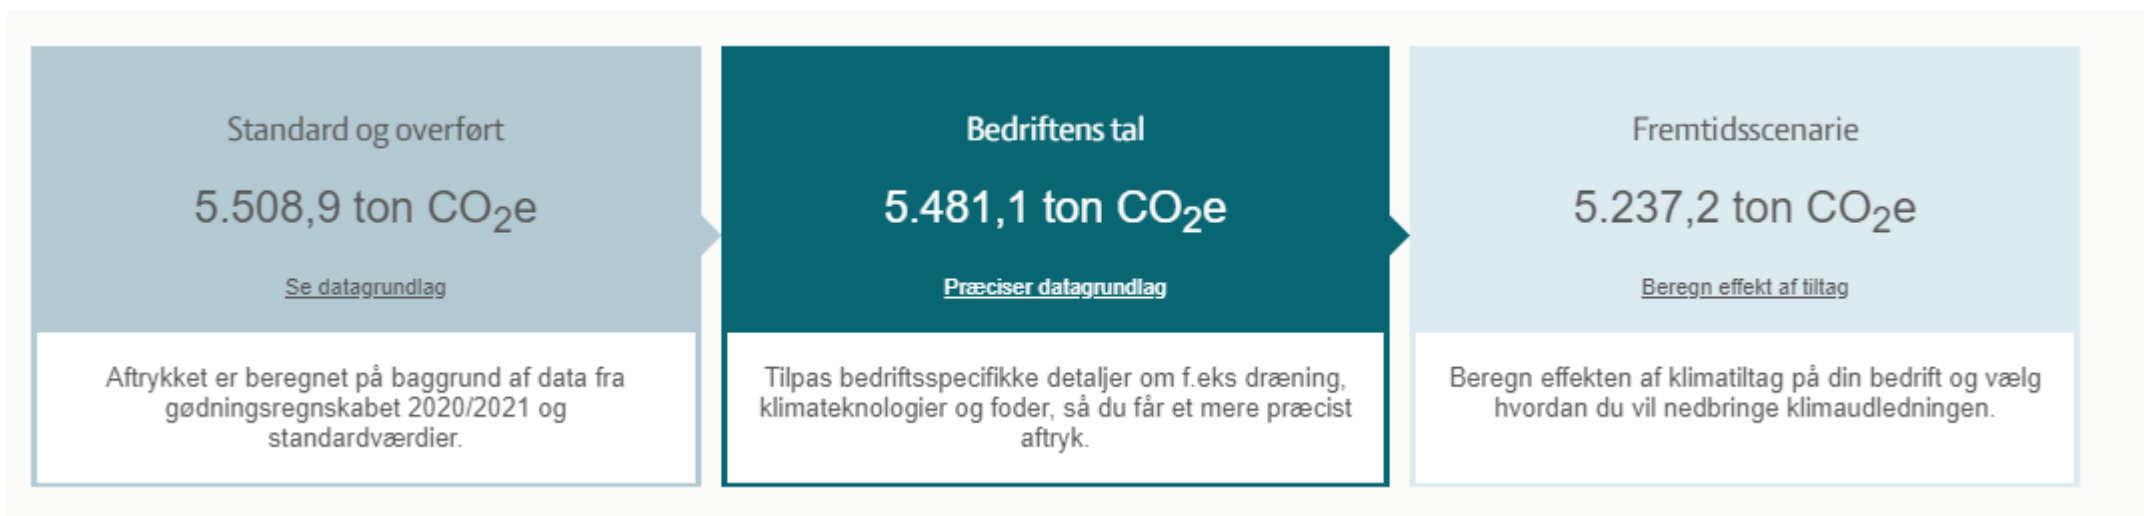 Standard og overført
5.508,9 ton CO₂e
Se datagrundlag
Aftrykket er beregnet på baggrund af data fra
gødningsregnskabet 2020/2021 og
standardværdier.
Bedriftens tal
5.481,1 ton CO₂e
Præciser datagrundlag
Tilpas bedriftsspecifikke detaljer om f.eks dræning,
klimateknologier og foder, så du får et mere præcist
aftryk.
Fremtidsscenarie
5.237,2 ton CO₂e
Beregn effekt af tiltag
Beregn effekten af klimatiltag på din bedrift og vælg
hvordan du vil nedbringe klimaudledningen.